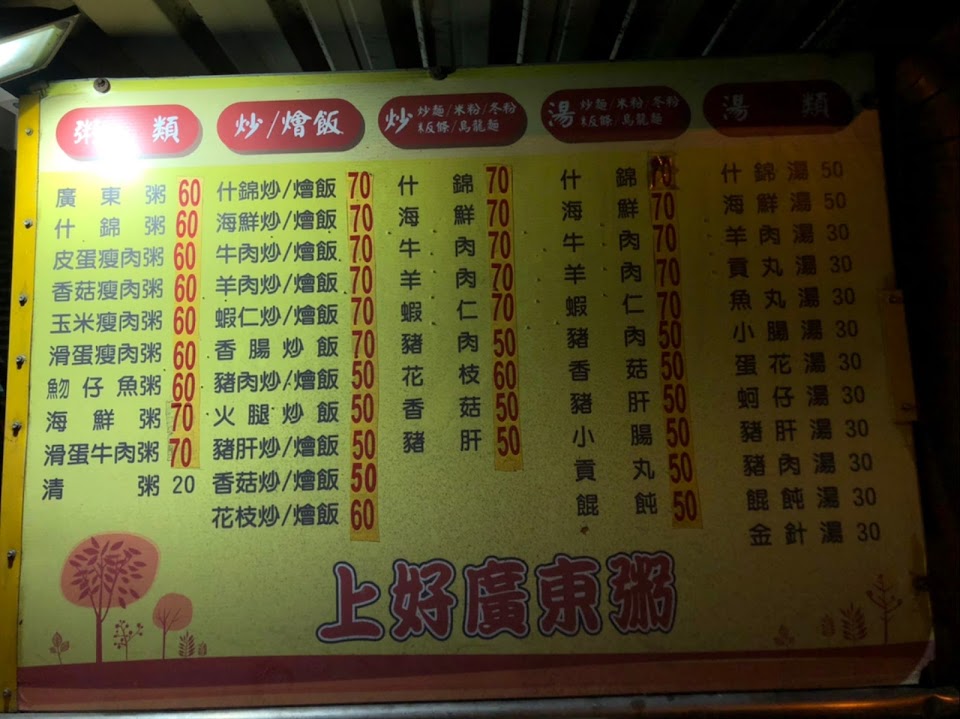 粥類
廣東粥 60
什錦粥 60
皮蛋瘦肉粥 60
香菇瘦肉粥 60
玉米瘦肉粥 60
滑蛋瘦肉粥 60
魩仔魚粥 60
海鮮粥 70
滑蛋牛肉粥 70
清粥 20
炒/燴飯
什錦炒/燴飯 70
海鮮炒/燴飯 70
牛肉炒/燴飯 70
羊肉炒/燴飯 70
蝦仁炒/燴飯 70
香腸炒飯 70
豬肉炒/燴飯 50
火腿炒飯 50
豬肝炒/燴飯 50
香菇炒/燴飯 50
花枝炒/燴飯 60
炒 炒麵/米粉/冬粉
粄條/烏龍麵
什錦 70
海鮮 70
牛肉 70
羊肉 70
蝦仁 70
豬肉 50
花枝 60
香菇 50
豬肝 50
湯 炒麵/米粉/冬粉
粄條/烏龍麵
什錦 70
海鮮 70
牛肉 70
羊肉 70
蝦仁 70
豬肉 50
香菇 50
豬肝 50
小腸 50
貢丸 50
餛飩 50
湯類
什錦湯 50
海鮮湯 50
羊肉湯 30
貢丸湯 30
魚丸湯 30
小腸湯 30
蛋花湯 30
蚵仔湯 30
豬肝湯 30
豬肉湯 30
餛飩湯 30
金針湯 30
上好廣東粥